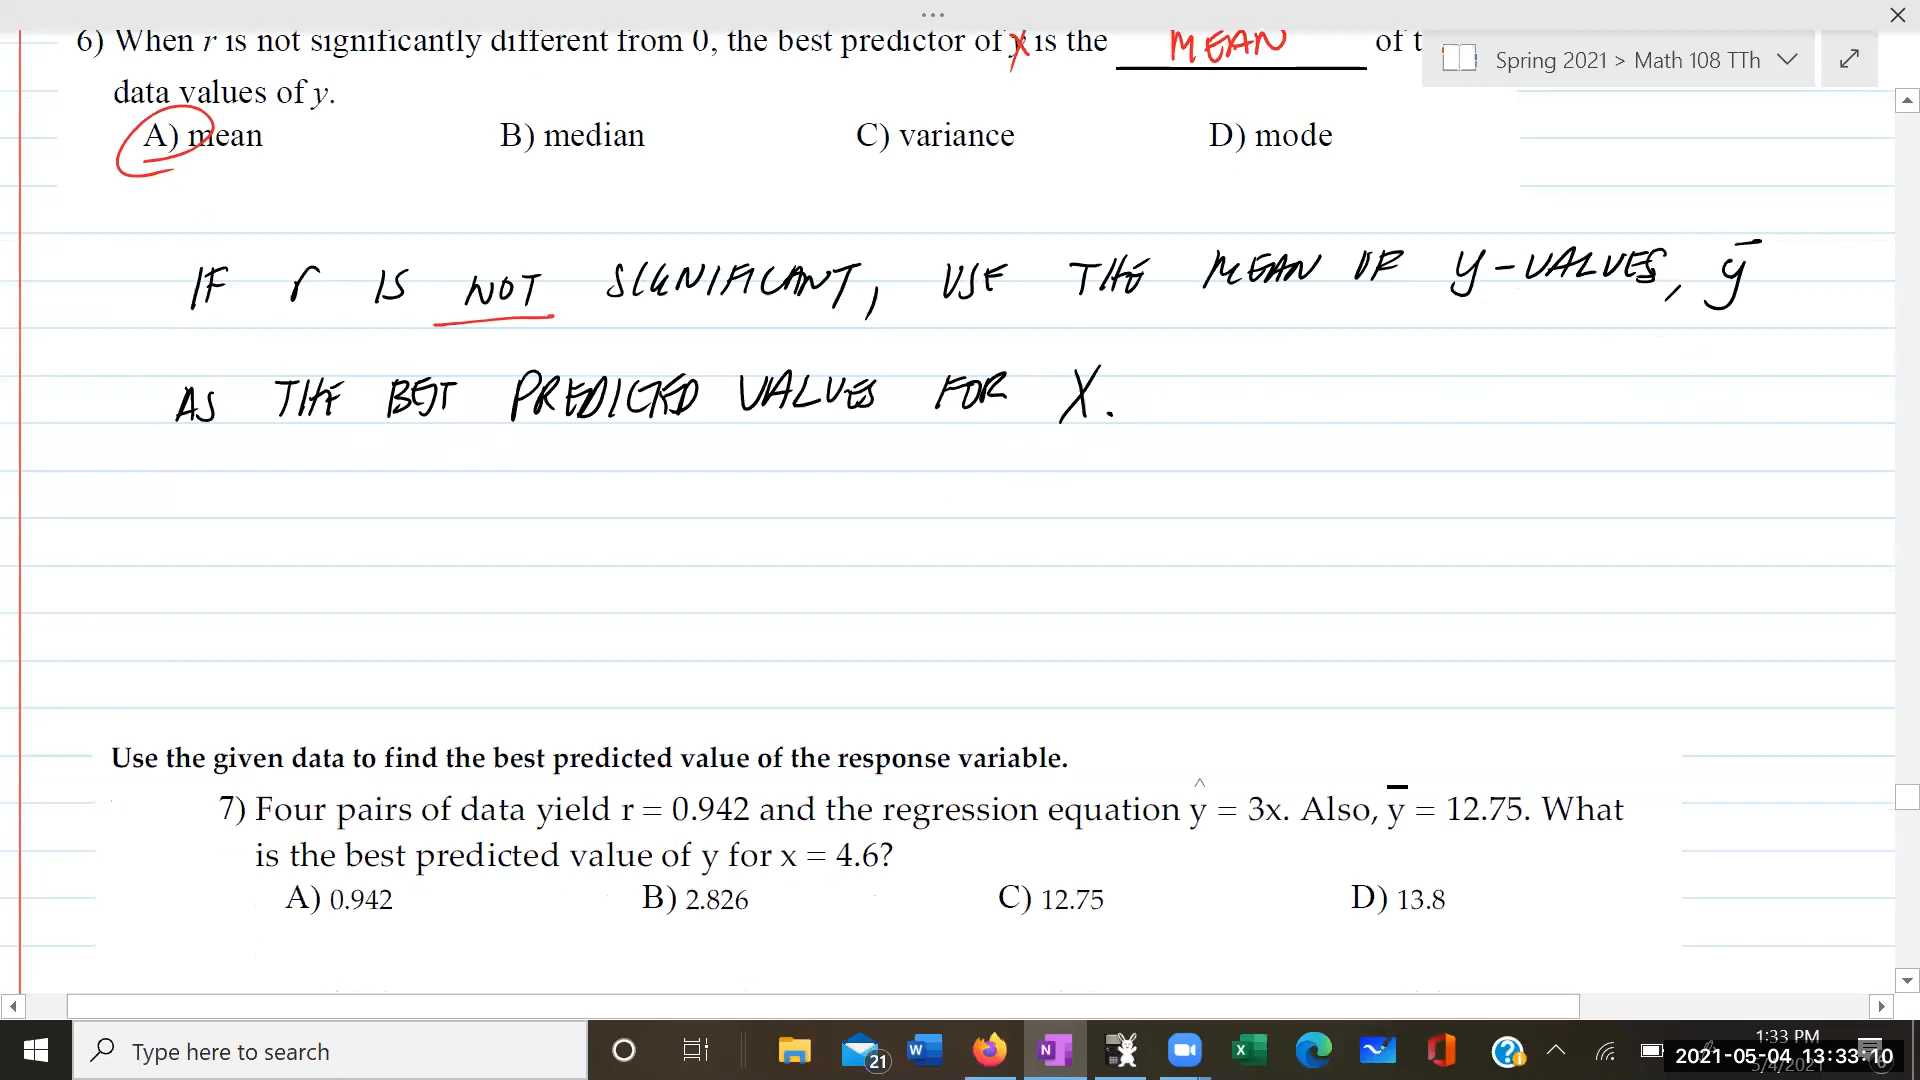 6) When r is not significantly different from 0, the best predictor of X is the MEAN of t
data values of y.
A) mean B) median C) variance D) mode
Spring 2021 > Math 108 TTh
IF r IS NOT SIGNIFICANT, USE THE MEAN OF Y-VALUES, ȳ
AS THE BEST PREDICTED VALUES FOR X.
Use the given data to find the best predicted value of the response variable.
7) Four pairs of data yield r = 0.942 and the regression equation ŷ = 3x. Also, ȳ = 12.75. What
is the best predicted value of y for x = 4.6?
A) 0.942 B) 2.826 C) 12.75 D) 13.8
Type here to search
21
1:33 PM
2021-05-04 13:33:10